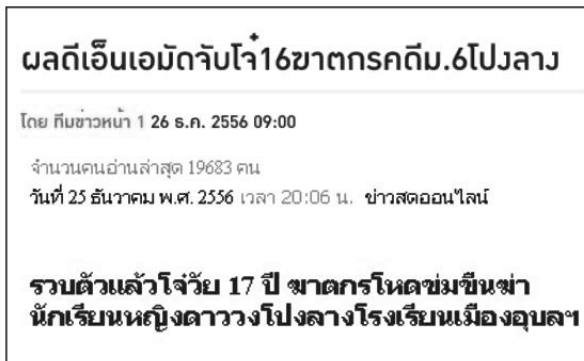 ผลดีเอ็นเอมัดจับโจ๋16ฆาตกรคดีม.6โปงลาง
โดย ทีมข่าวหน้า 1 26 ธ.ค. 2556 09:00
จำนวนคนอ่านล่าสุด 19683 คน
วันที่ 25 ธันวาคม พ.ศ. 2556 เวลา 20:06 น. ข่าวสดออนไลน์
รวบตัวแล้วโจ๋วัย 17 ปี ฆาตกรโหดข่มขืนฆ่า
นักเรียนหญิงดาววงโปงลางโรงเรียนเมืองอุบลฯ